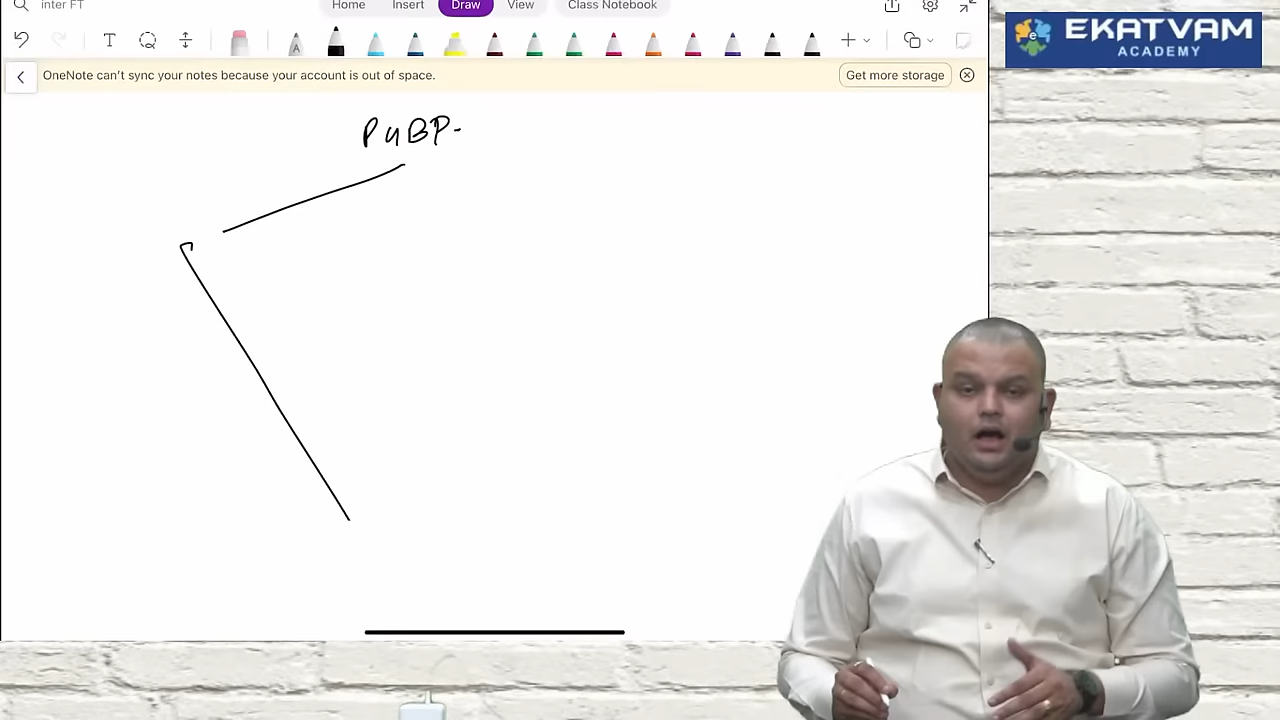 inter FT
Home Insert Draw View Class Notebook
EKATVAM
ACADEMY
T
A
OneNote can't sync your notes because your account is out of space.
Get more storage
PGBP-